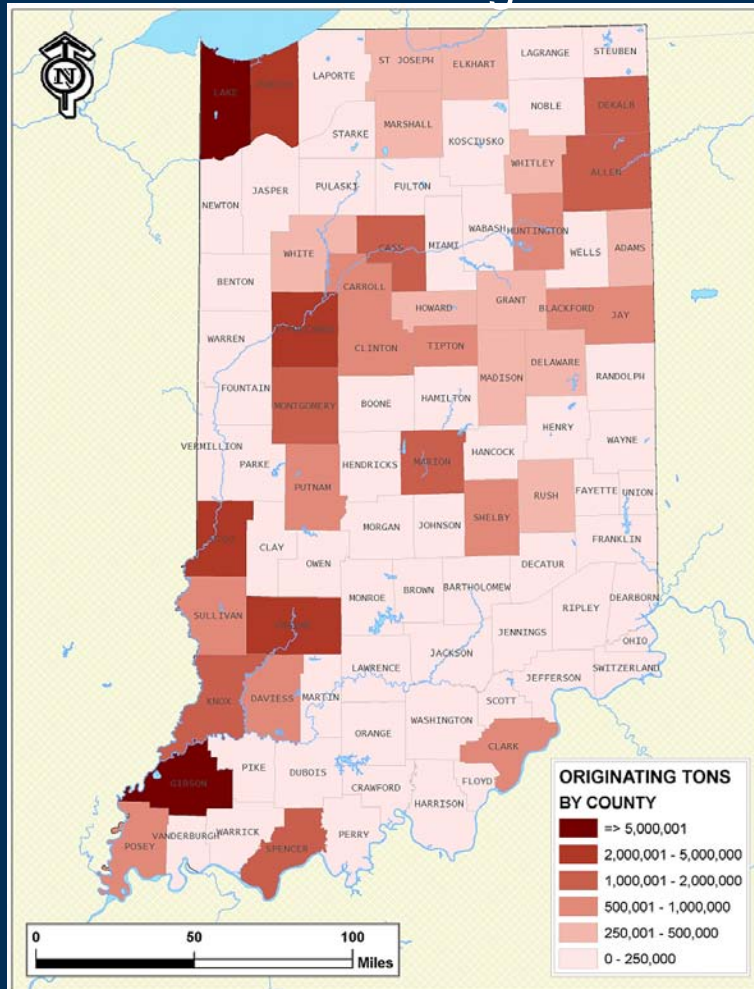 N
LAGRANGE
STEUBEN
ST JOSEPH
ELKHART
LAPORTE
LAKE
PORTER
NOBLE
DEKALB
MARSHALL
STARKE
KOSCIUSKO
WHITLEY
ALLEN
PULASKI
FULTON
JASPER
NEWTON
WABASH
HUNTINGTON
MIAMI
CASS
WHITE
WELLS
ADAMS
BENTON
CARROLL
GRANT
HOWARD
BLACKFORD
JAY
WARREN
TIPPECANOE
CLINTON
TIPTON
DELAWARE
MADISON
RANDOLPH
FOUNTAIN
MONTGOMERY
BOONE
HAMILTON
HENRY
WAYNE
VERMILLION
PARKE
HENDRICKS
MARION
HANCOCK
PUTNAM
RUSH
FAYETTE
UNION
SHELBY
MORGAN
JOHNSON
VIGO
CLAY
OWEN
FRANKLIN
DECATUR
MONROE
BROWN
BARTHOLOMEW
DEARBORN
RIPLEY
SULLIVAN
GREENE
JENNINGS
OHIO
JACKSON
LAWRENCE
SWITZERLAND
JEFFERSON
KNOX
DAVIESS
MARTIN
SCOTT
WASHINGTON
ORANGE
CLARK
PIKE
DUBOIS
GIBSON
FLOYD
CRAWFORD
HARRISON
VANDERBURGH
WARRICK
PERRY
SPENCER
POSEY
ORIGINATING TONS
BY COUNTY
=> 5,000,001
2,000,001 - 5,000,000
1,000,001 - 2,000,000
500,001 - 1,000,000
250,001 - 500,000
0 - 250,000
0 50 100
Miles